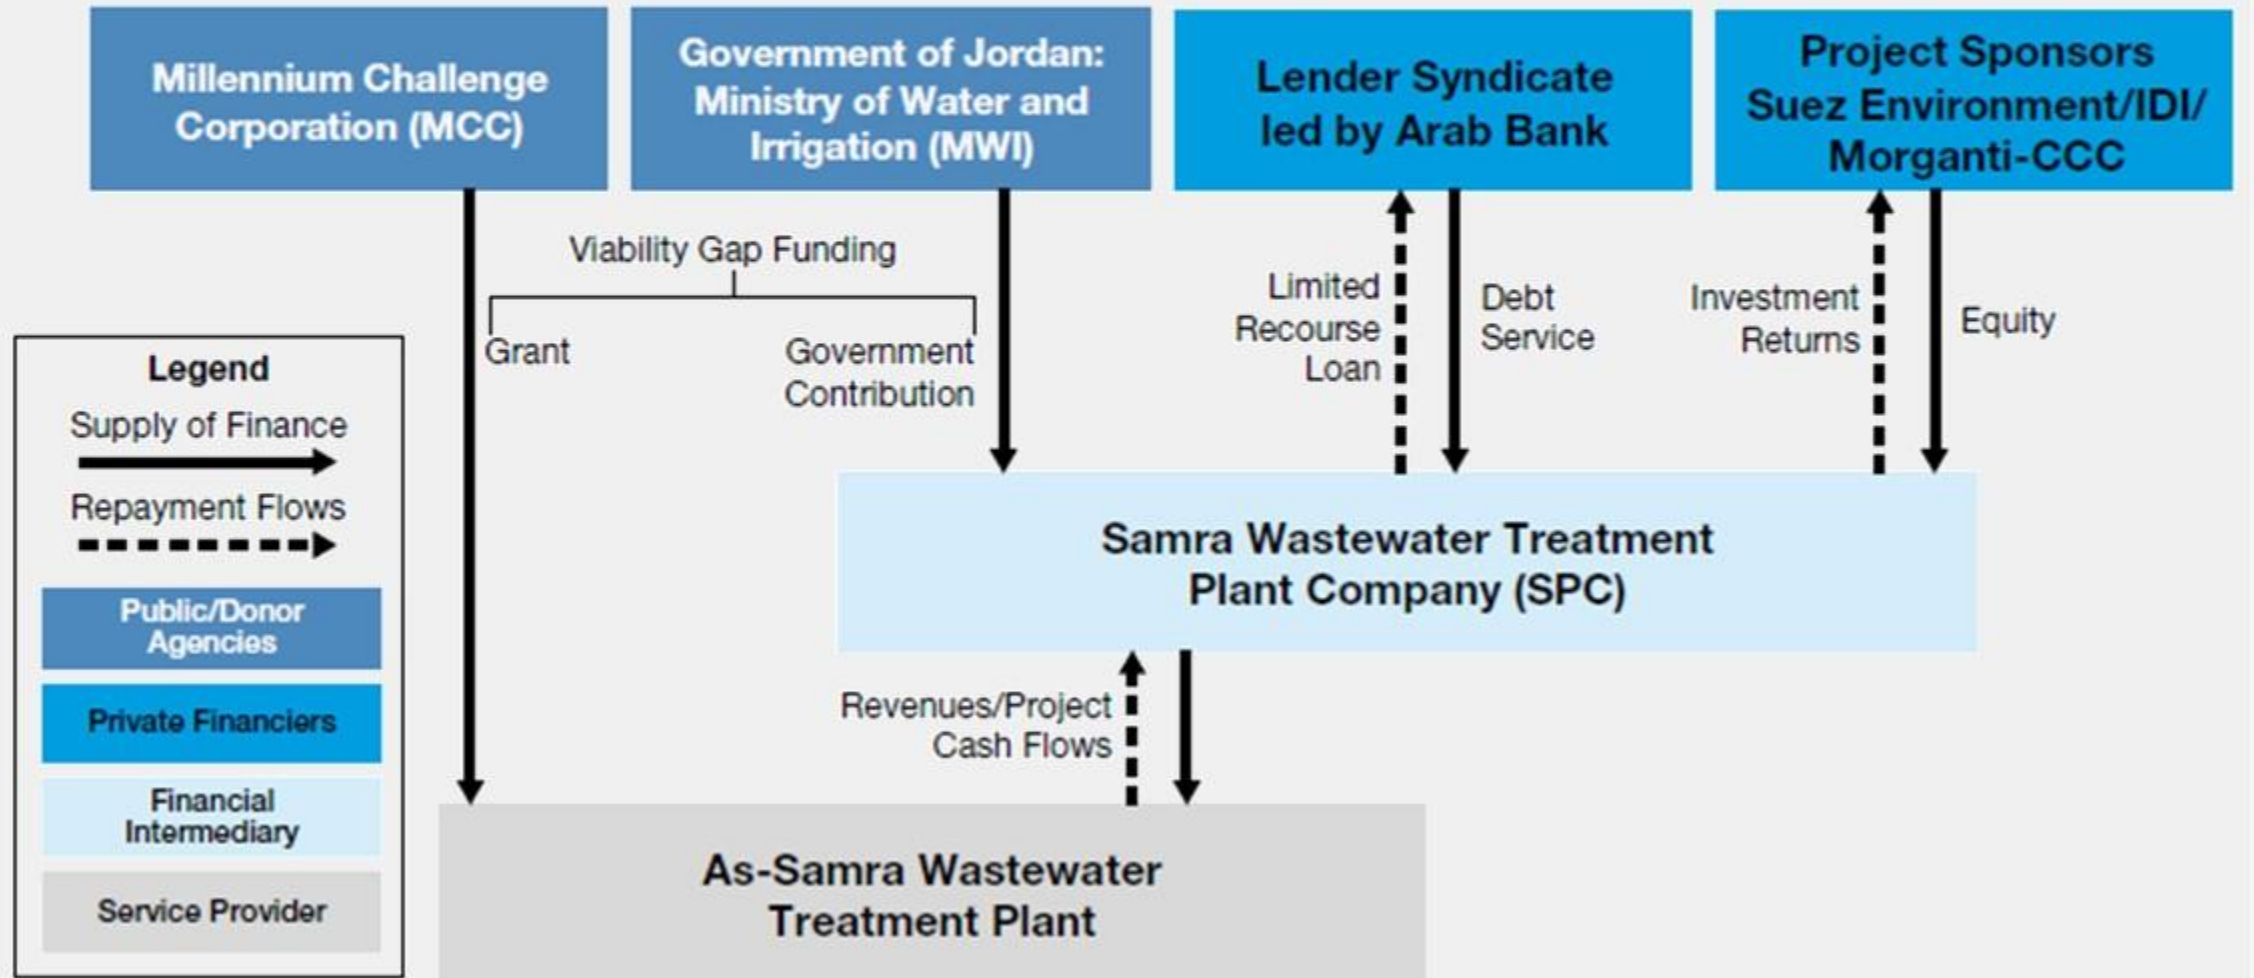 Millennium Challenge
Corporation (MCC)
Government of Jordan:
Ministry of Water and
Irrigation (MWI)
Lender Syndicate
led by Arab Bank
Project Sponsors
Suez Environment/IDI/
Morganti-CCC
Viability Gap Funding
Grant
Government
Contribution
Limited
Recourse
Loan
Debt
Service
Investment
Returns
Equity
Legend
Supply of Finance
Repayment Flows
Public/Donor
Agencies
Private Financiers
Financial
Intermediary
Service Provider
Samra Wastewater Treatment
Plant Company (SPC)
Revenues/Project
Cash Flows
As-Samra Wastewater
Treatment Plant